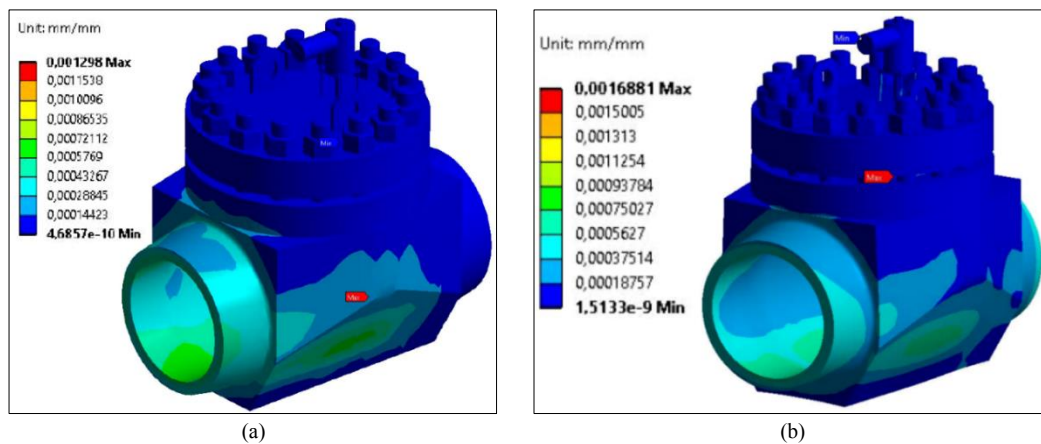 Unit: mm/mm
0,001298 Max
0,0011538
0,0010096
0,00086535
0,00072112
0,0005769
0,00043267
0,00028845
0,00014423
4,6857e-10 Min
Min
(a)
Unit: mm/mm
0,0016881 Max
0,0015005
0,001313
0,0011254
0,00093784
0,00075027
0,0005627
0,00037514
0,00018757
1,5133e-9 Min
Min
Max
(b)